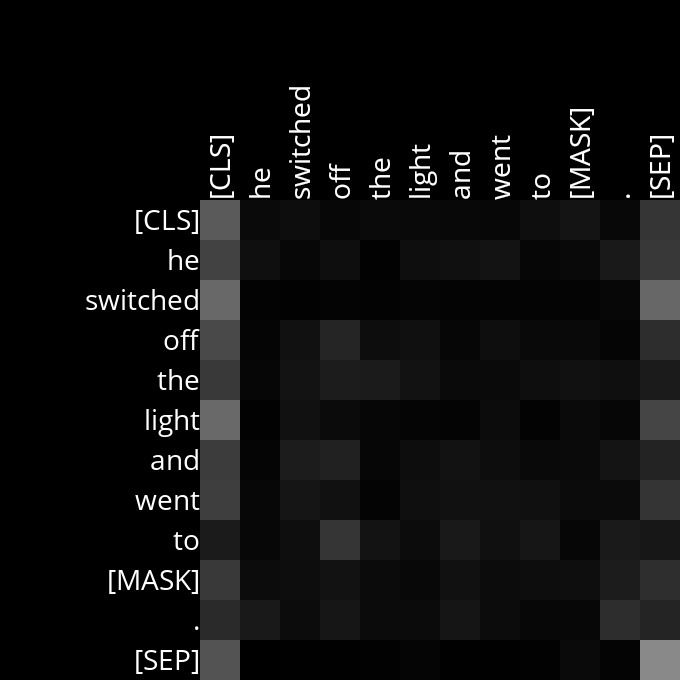 [CLS] he switched off the light and went to [MASK] . [SEP]
[CLS]
he
switched
off
the
light
and
went
to
[MASK]
.
[SEP]